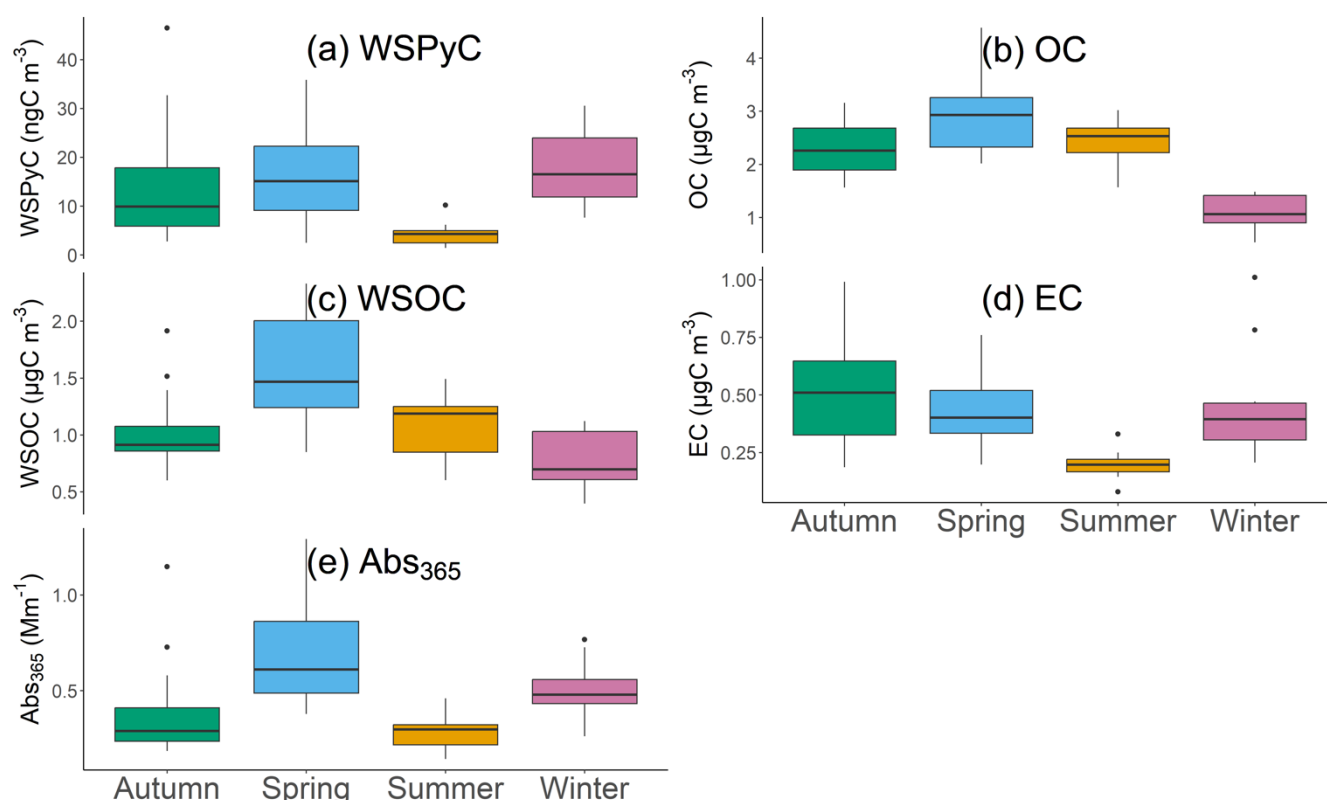 (a) WSPyC
WSPyC (ngC m⁻³)
40
30
20
10
0
(b) OC
OC (µgC m⁻³)
4
3
2
1
(c) WSOC
WSOC (µgC m⁻³)
2.0
1.5
1.0
0.5
(d) EC
EC (µgC m⁻³)
1.00
0.75
0.50
0.25
Autumn Spring Summer Winter
(e) Abs₃₆₅
Abs₃₆₅ (Mm⁻¹)
1.0
0.5
Autumn Spring Summer Winter